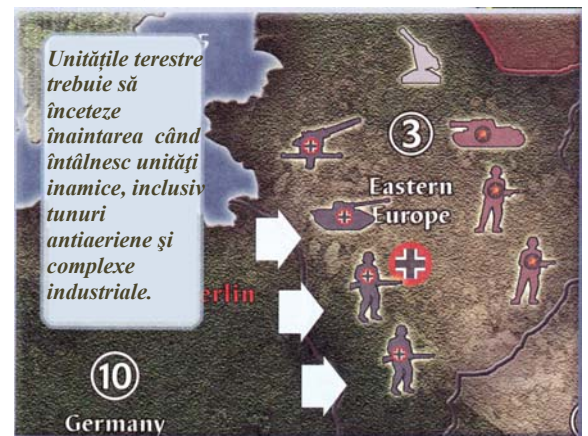 Unitățile terestre
trebuie să
înceteze
înaintarea când
întâlnesc unităţi
inamice, inclusiv
tunuri
antiaeriene şi
complexe
industriale.
3
Eastern
Europe
erlin
10
Germany